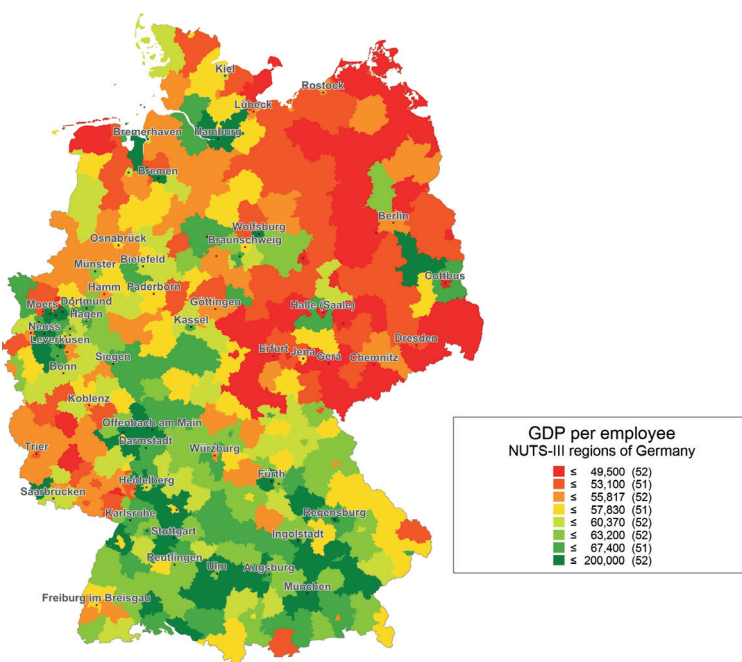 Kiel
Rostock
Lübeck
Bremerhaven
Hamburg
Bremen
Berlin
Wolfsburg
Osnabrück
Braunschweig
Münster
Bielefeld
Cottbus
Hamm
Paderborn
Moers
Dortmund
Göttingen
Halle (Saale)
Hagen
Neuss
Kassel
Leverkusen
Dresden
Erfurt
Jena
Gera
Chemnitz
Siegen
Bonn
Koblenz
Offenbach am Main
Trier
Darmstadt
Würzburg
Heidelberg
Fürth
Saarbrücken
Karlsruhe
Regensburg
Stuttgart
Ingolstadt
Reutlingen
Ulm
Augsburg
München
Freiburg im Breisgau
GDP per employee
NUTS-III regions of Germany
≤ 49,500 (52)
≤ 53,100 (51)
≤ 55,817 (52)
≤ 57,830 (51)
≤ 60,370 (52)
≤ 63,200 (52)
≤ 67,400 (51)
≤ 200,000 (52)